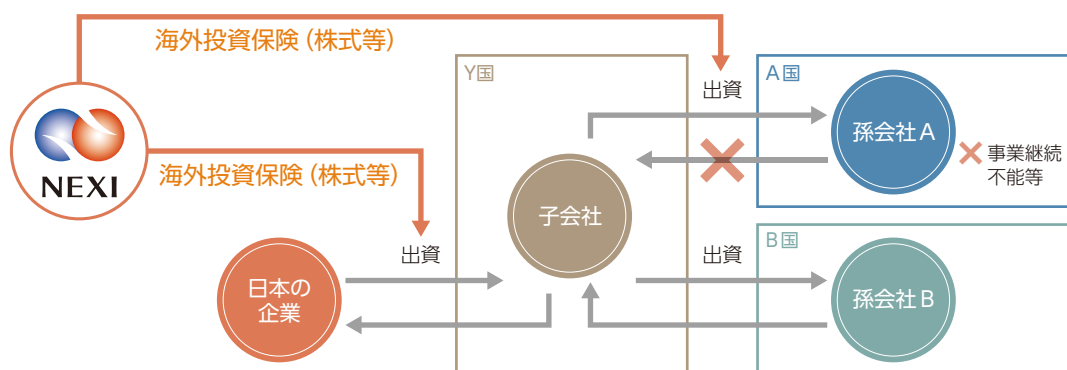 海外投資保険（株式等）
Y国
A国
出資
孫会社A
事業継続
不能等
NEXI
海外投資保険（株式等）
子会社
出資
B国
出資
日本の
企業
孫会社B